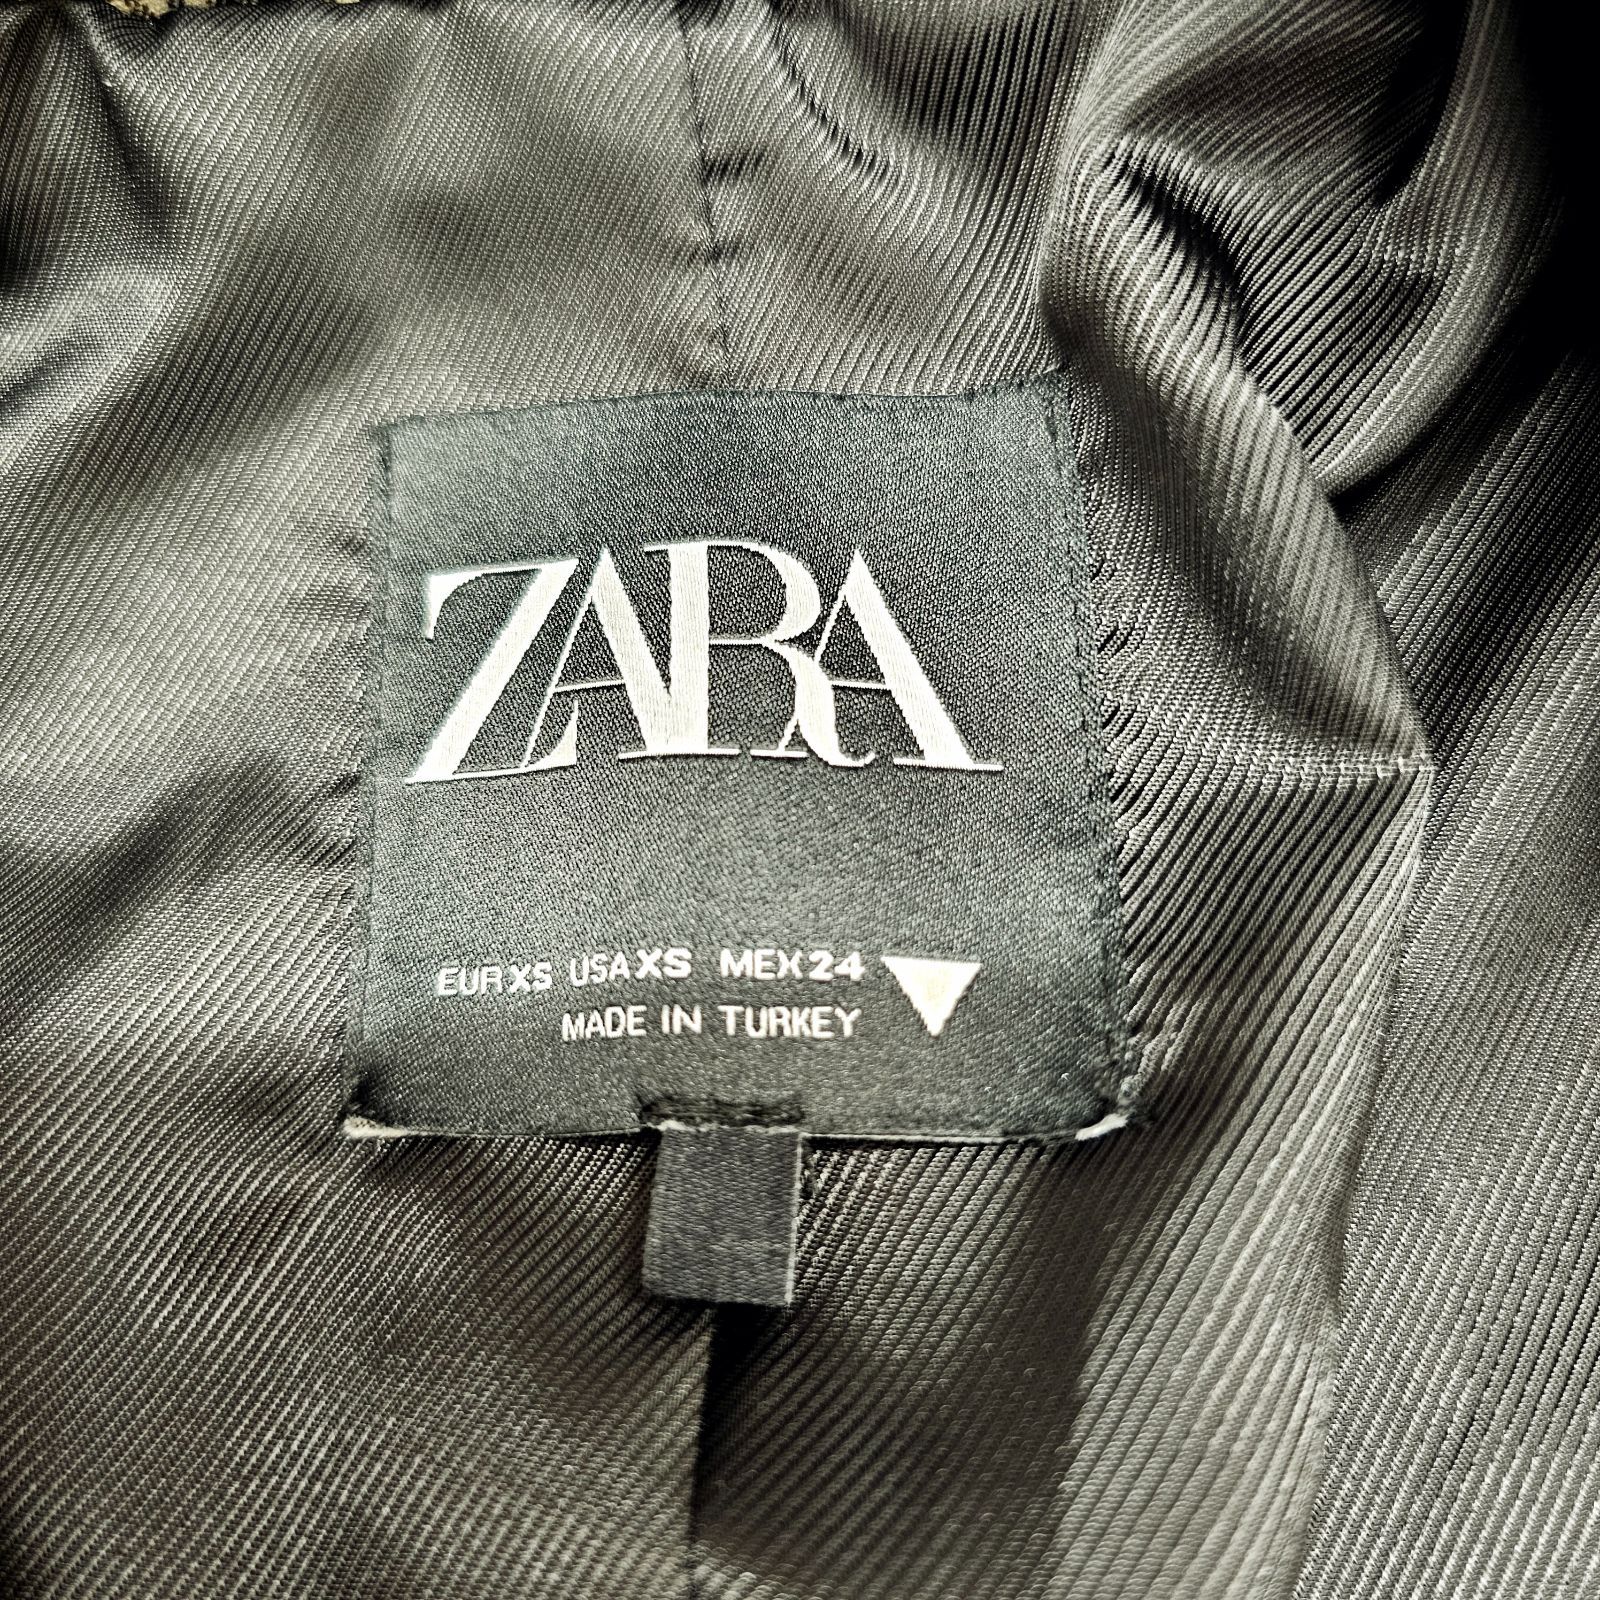 ZARA
EUR XS USA XS MEX 24
MADE IN TURKEY